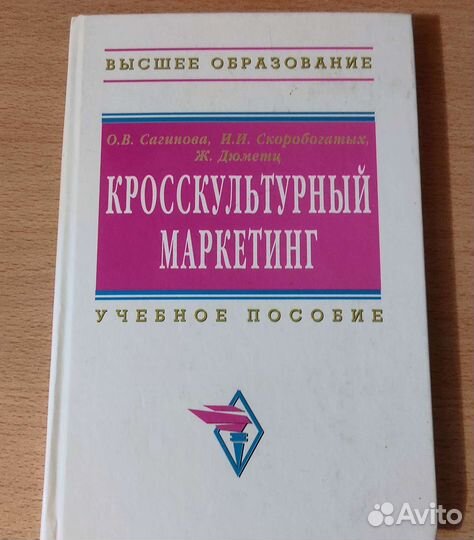 ВЫСШЕЕ ОБРАЗОВАНИЕ
О.В. Сагинова, И.И. Скоробогатых,
Ж. Дюметц
КРОССКУЛЬТУРНЫЙ
МАРКЕТИНГ
УЧЕБНОЕ ПОСОБИЕ
Avito